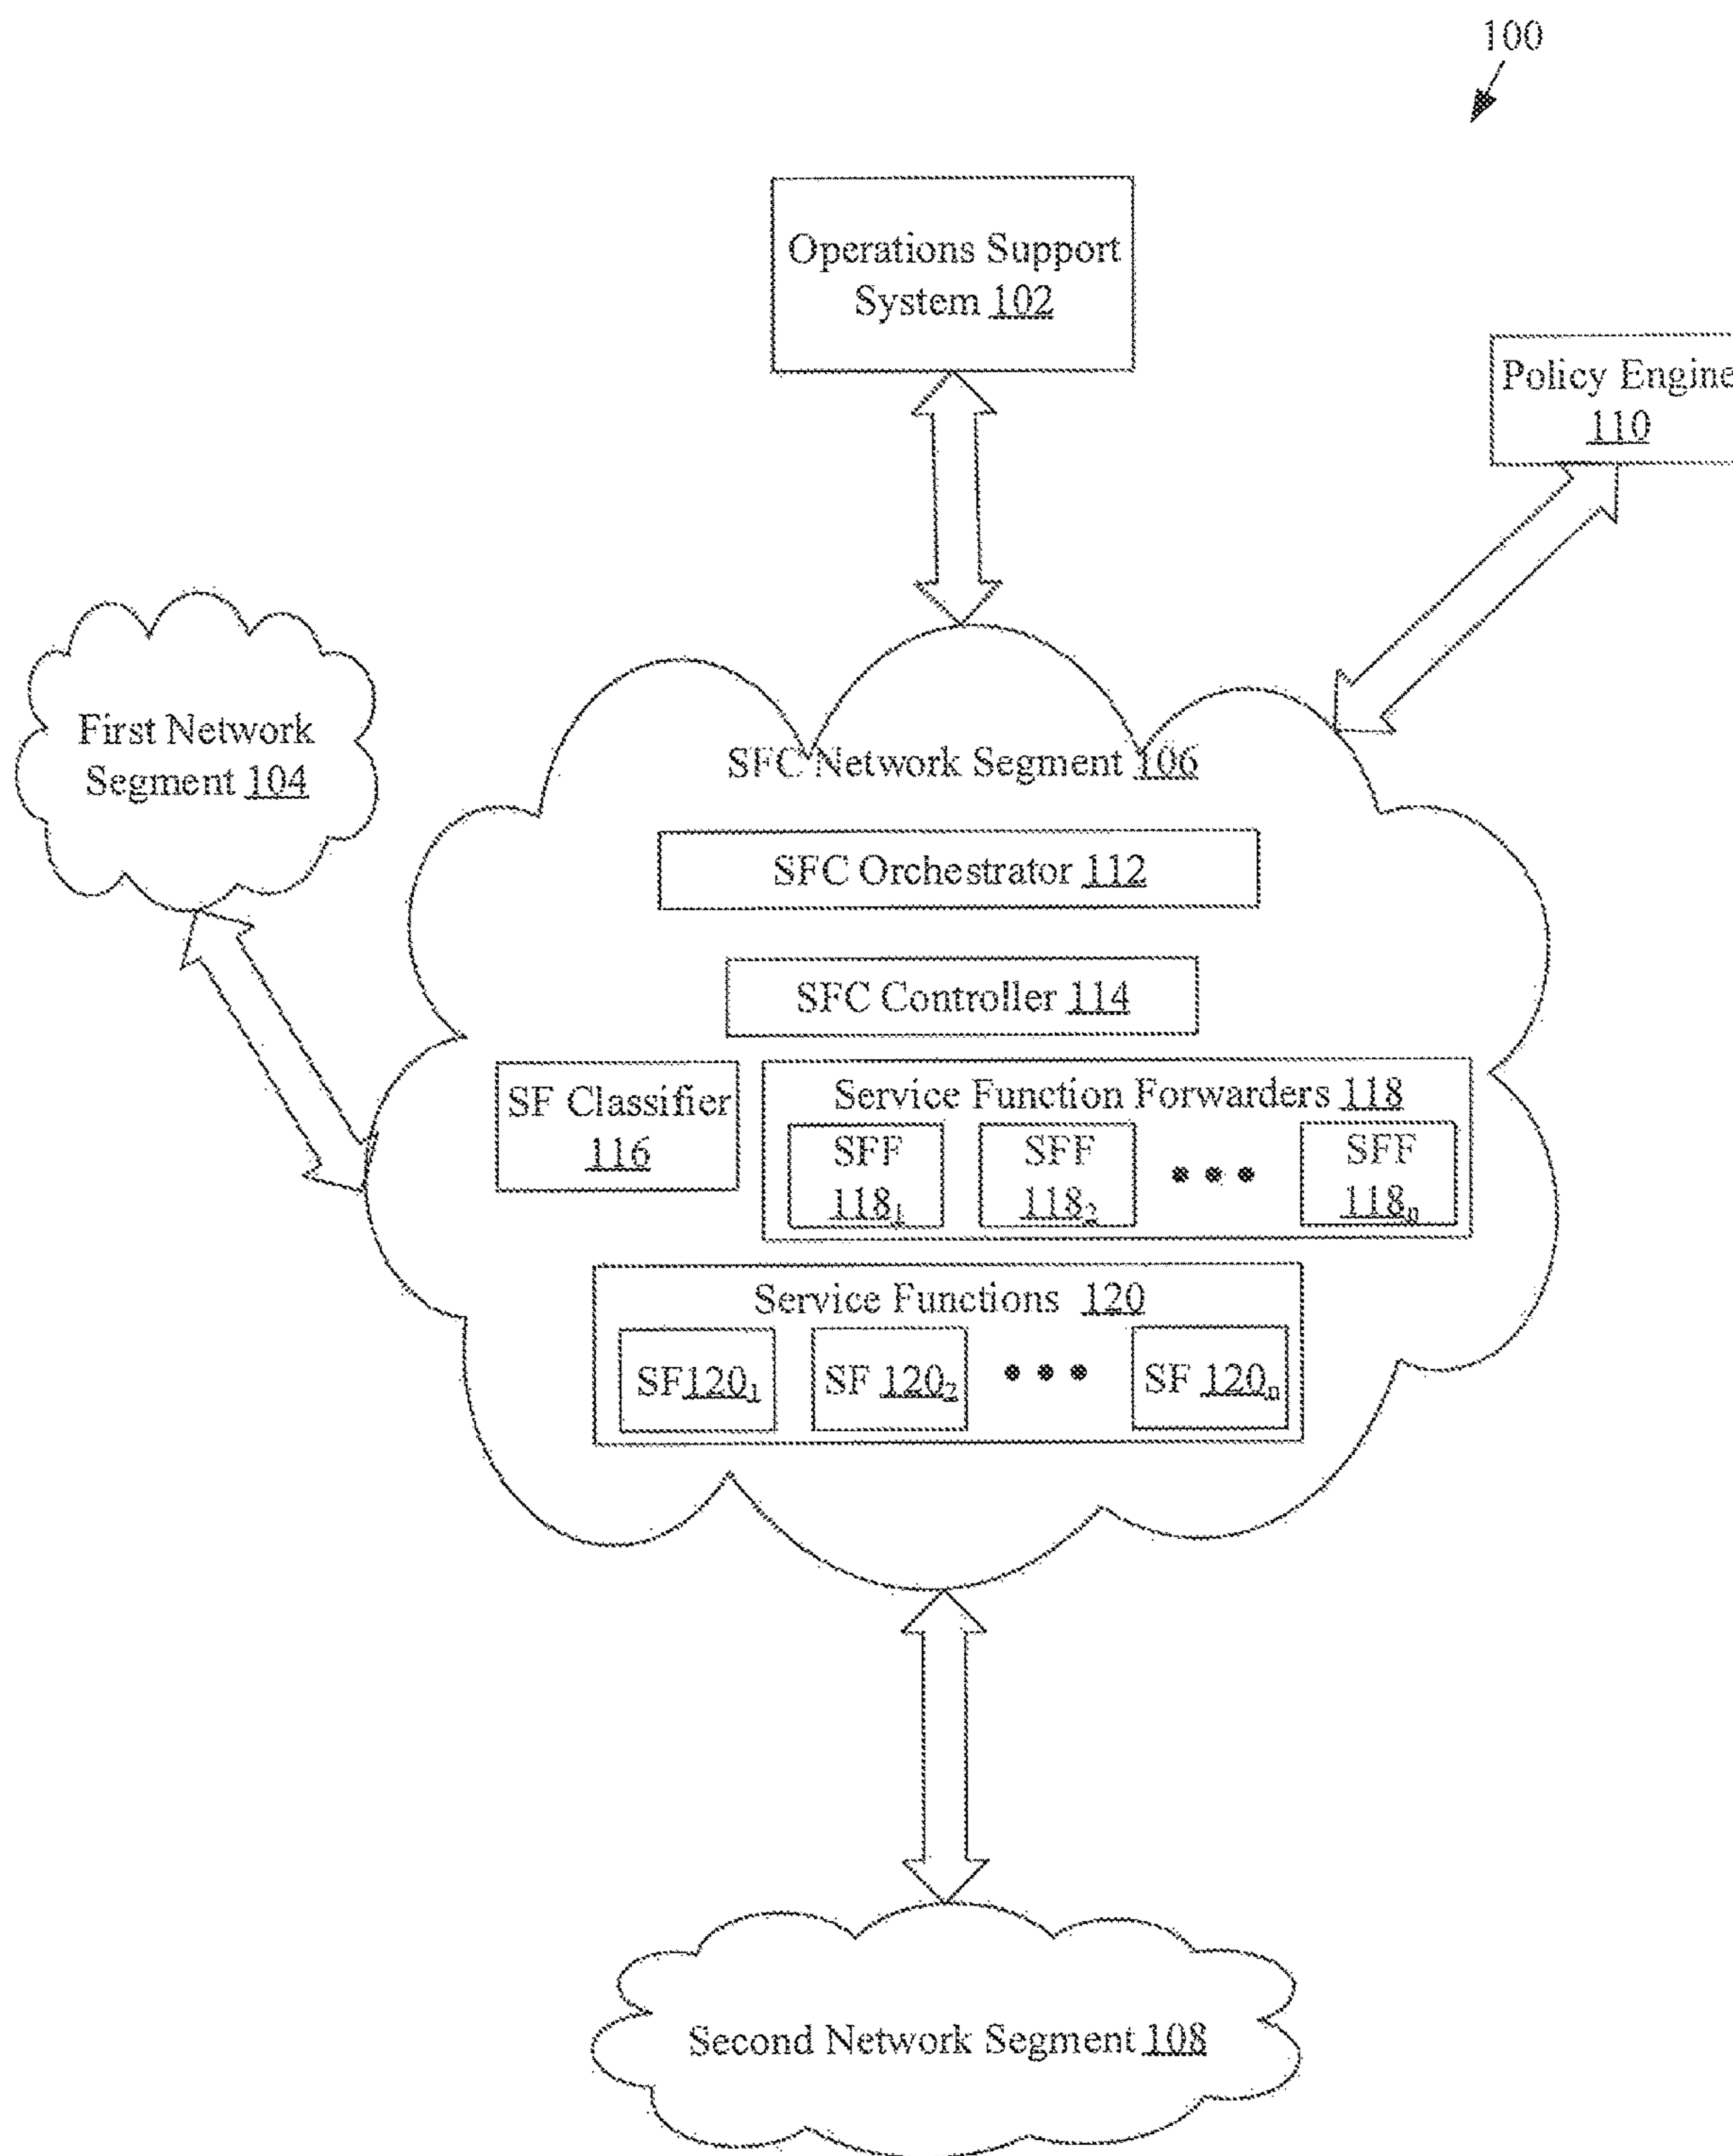 100
Operations Support
System 102
Policy Engine
110
First Network
Segment 104
SFC Network Segment 106
SFC Orchestrator 112
SFC Controller 114
SF Classifier
116
Service Function Forwarders 118
SFF
118₁
SFF
118₂
• • •
SFF
118ₙ
Service Functions 120
SF120₁
SF 120₂
• • •
SF 120ₙ
Second Network Segment 108